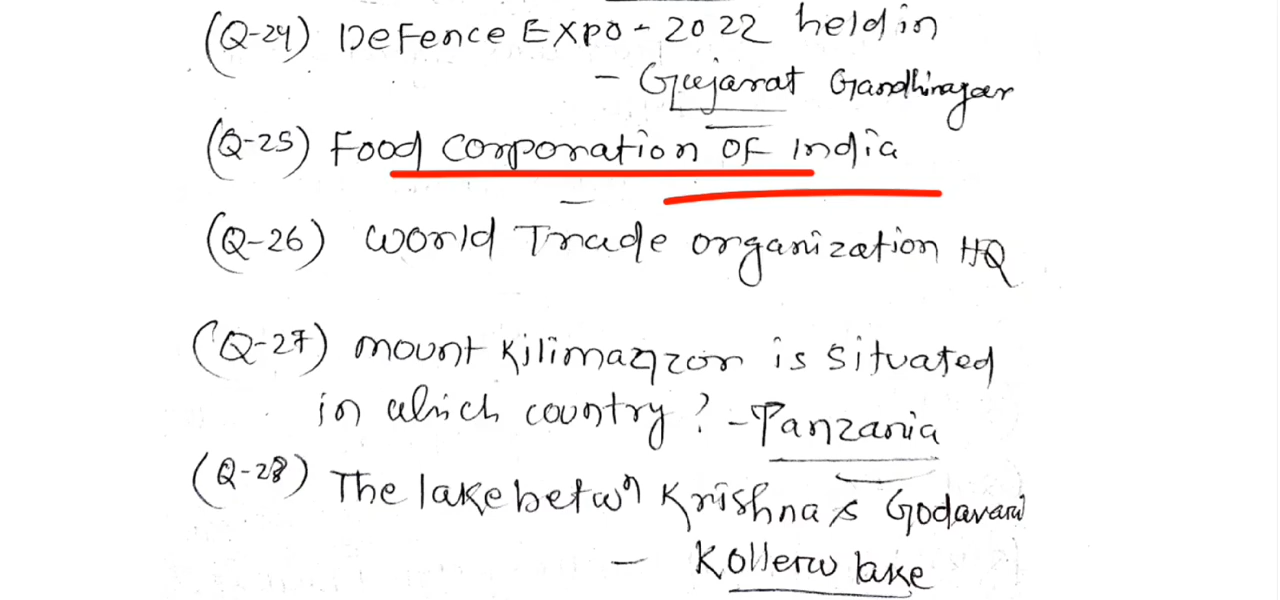 (Q-24) Defence Expo - 2022 held in
- Gujarat Gandhinagar
(Q-25) Food Corporation OF India
(Q-26) World Trade organization HQ
(Q-27) mount Kilimanzor is situated
in which country? - Tanzania
(Q-28) The lake betwn Krishna & Godavari
- Kolleru lake